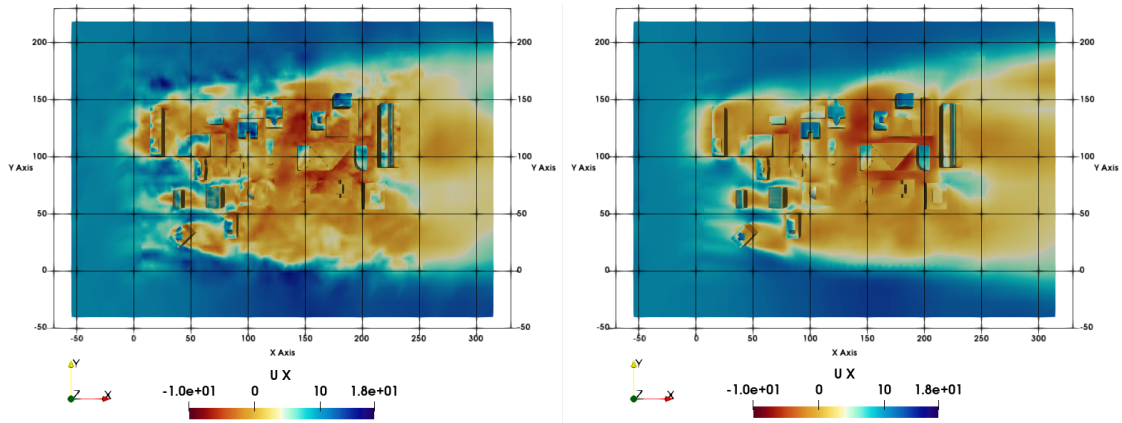 200 200 200 200
150 150 150 150
100 100 100 100
Y Axis Y Axis Y Axis Y Axis
50 50 50 50
0 0 0 0
-50 -50 -50 -50
-50 0 50 100 150 200 250 300 -50 0 50 100 150 200 250 300
X Axis X Axis
Y Y
Z X Z X
U X U X
-1.0e+01 0 10 1.8e+01 -1.0e+01 0 10 1.8e+01